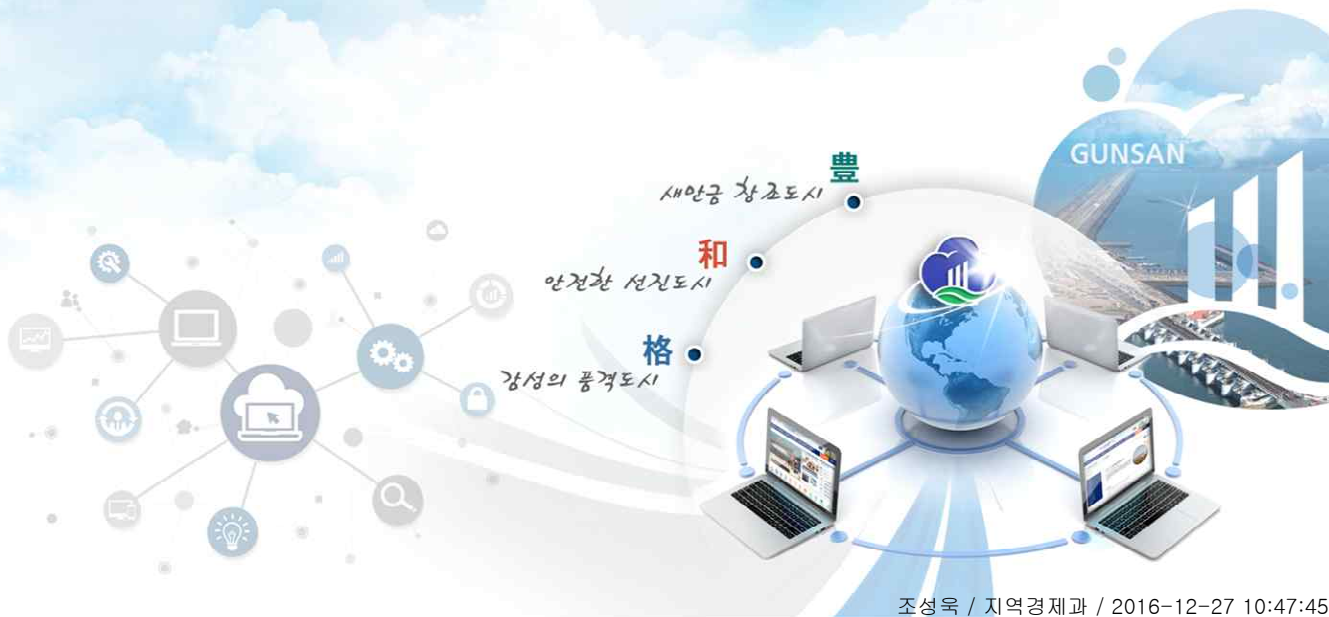 GUNSAN
豊
새만금 창조도시
和
안전한 선진도시
格
감성의 품격도시
조성욱 / 지역경제과 / 2016-12-27 10:47:45